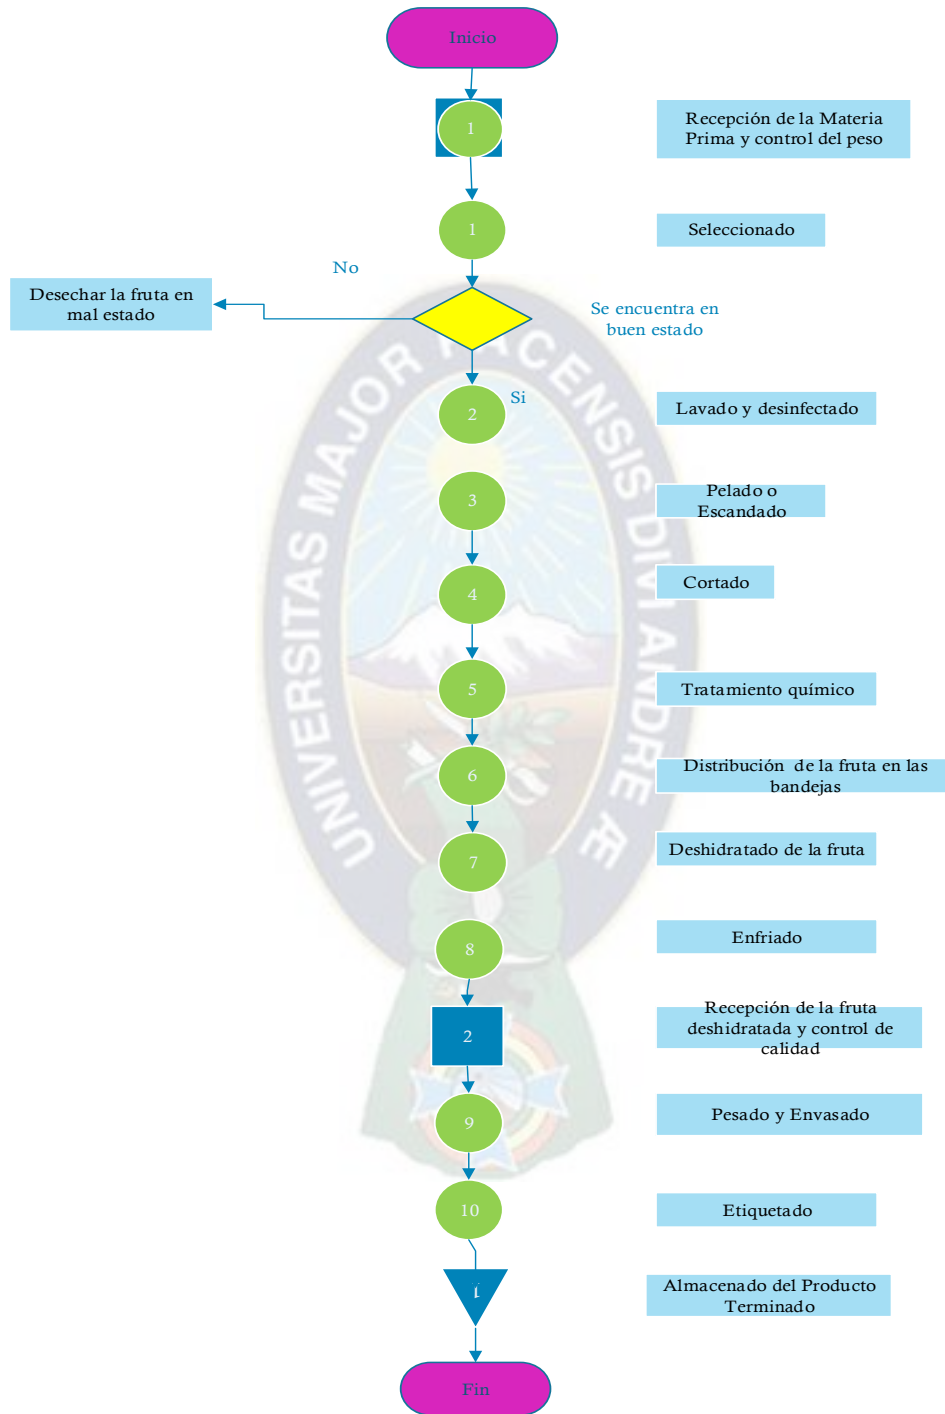 Inicio
1
Recepción de la Materia
Prima y control del peso
1
Seleccionado
No
Desechar la fruta en
mal estado
Se encuentra en
buen estado
Si
2
Lavado y desinfectado
3
Pelado o
Escandado
4
Cortado
5
Tratamiento químico
6
Distribución de la fruta en las
bandejas
7
Deshidratado de la fruta
8
Enfriado
2
Recepción de la fruta
deshidratada y control de
calidad
9
Pesado y Envasado
10
Etiquetado
1
Almacenado del Producto
Terminado
Fin
UNIVERSITAS MAJOR PACENSIS DIVI ANDRE Æ